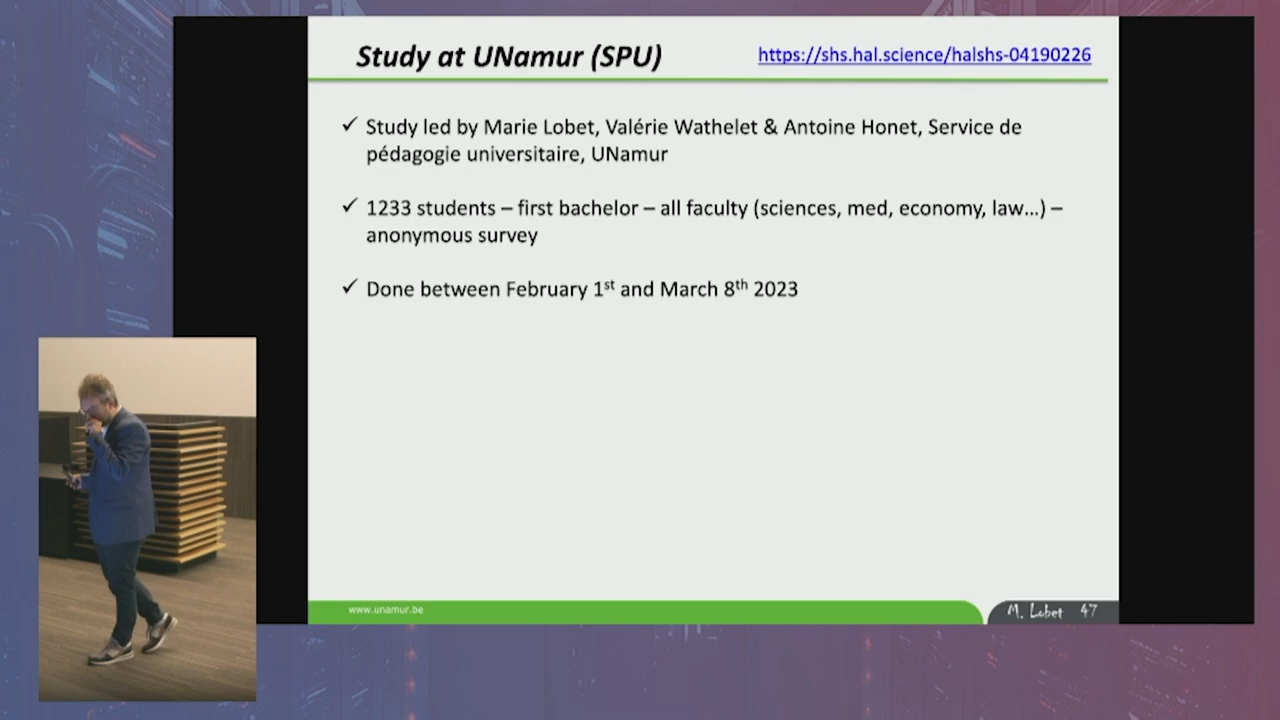 Study at UNamur (SPU)
https://shs.hal.science/halshs-04190226
✓ Study led by Marie Lobet, Valérie Wathelet & Antoine Honet, Service de
pédagogie universitaire, UNamur
✓ 1233 students – first bachelor – all faculty (sciences, med, economy, law…) –
anonymous survey
✓ Done between February 1st and March 8th 2023
www.unamur.be
M. Lobet 47